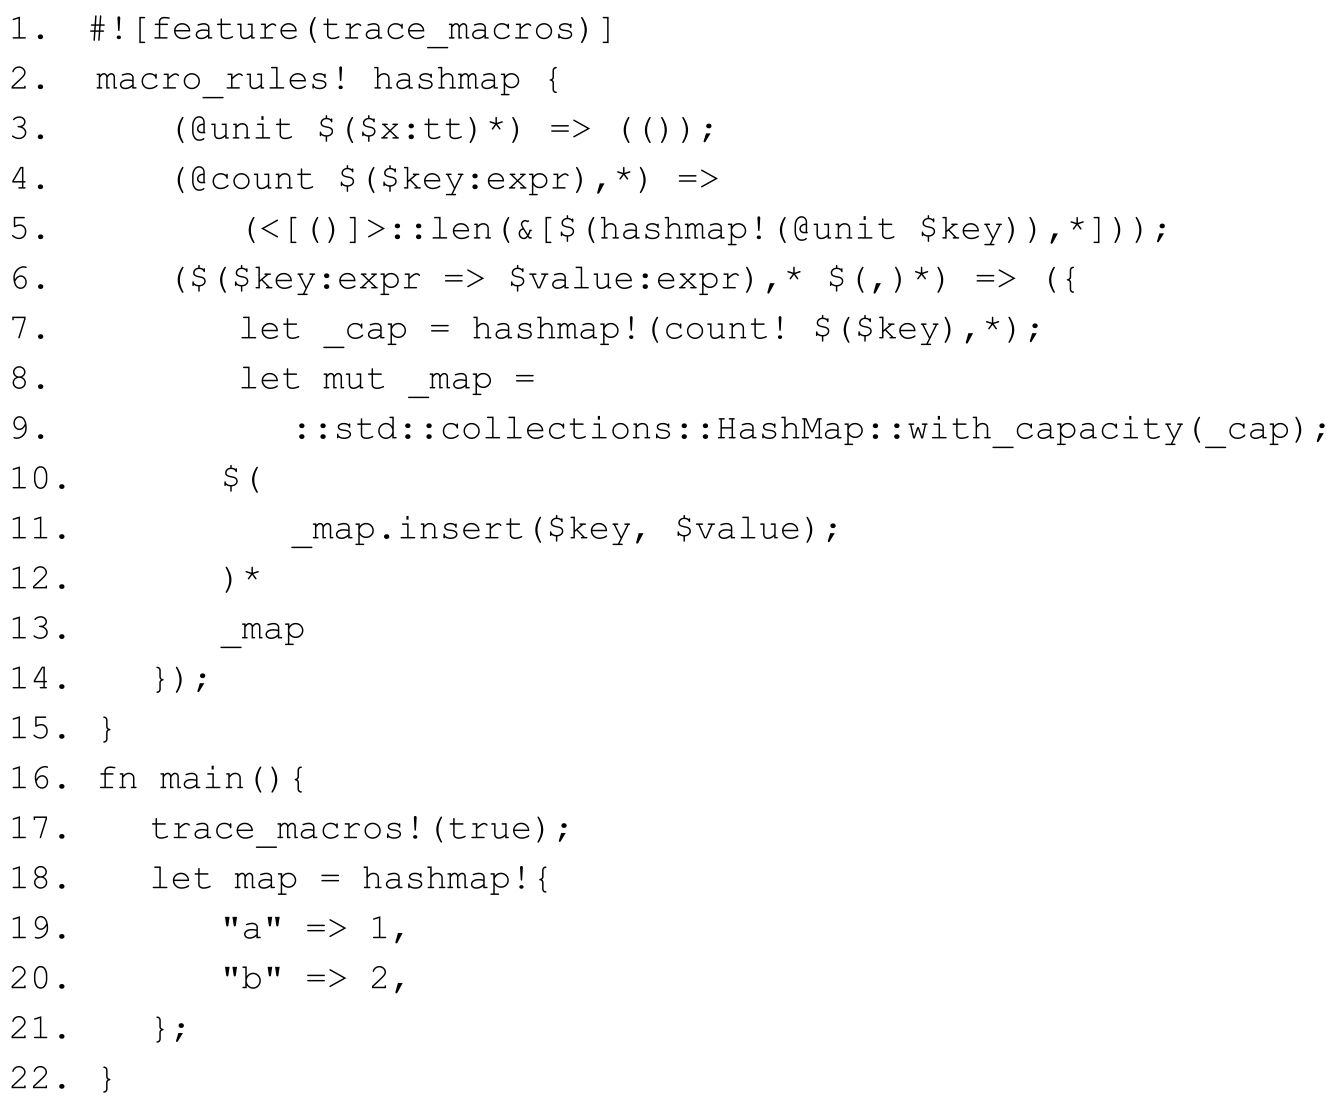 1. #![feature(trace_macros)]
2. macro_rules! hashmap {
3. (@unit $($x:tt)*) => (());
4. (@count $($key:expr),*) =>
5. (<[()]>::len(&[$(hashmap!(@unit $key)),*]));
6. ($($key:expr => $value:expr),* $(,)*) => ({
7. let _cap = hashmap!(count! $($key),*);
8. let mut _map =
9. ::std::collections::HashMap::with_capacity(_cap);
10. $(
11. _map.insert($key, $value);
12. )*
13. _map
14. });
15. }
16. fn main(){
17. trace_macros!(true);
18. let map = hashmap!{
19. "a" => 1,
20. "b" => 2,
21. };
22. }